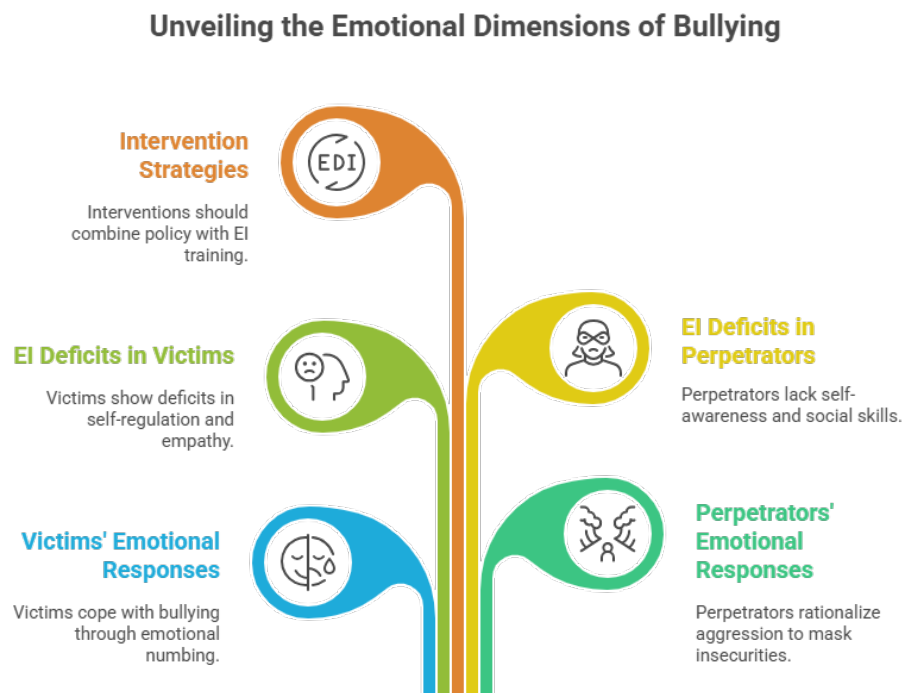 Unveiling the Emotional Dimensions of Bullying
Intervention
Strategies
EDI
Interventions should
combine policy with EI
training.
EI Deficits in Victims
Victims show deficits in
self-regulation and
empathy.
EI Deficits in
Perpetrators
Perpetrators lack self-
awareness and social skills.
Victims' Emotional
Responses
Victims cope with bullying
through emotional
numbing.
Perpetrators'
Emotional
Responses
Perpetrators rationalize
aggression to mask
insecurities.